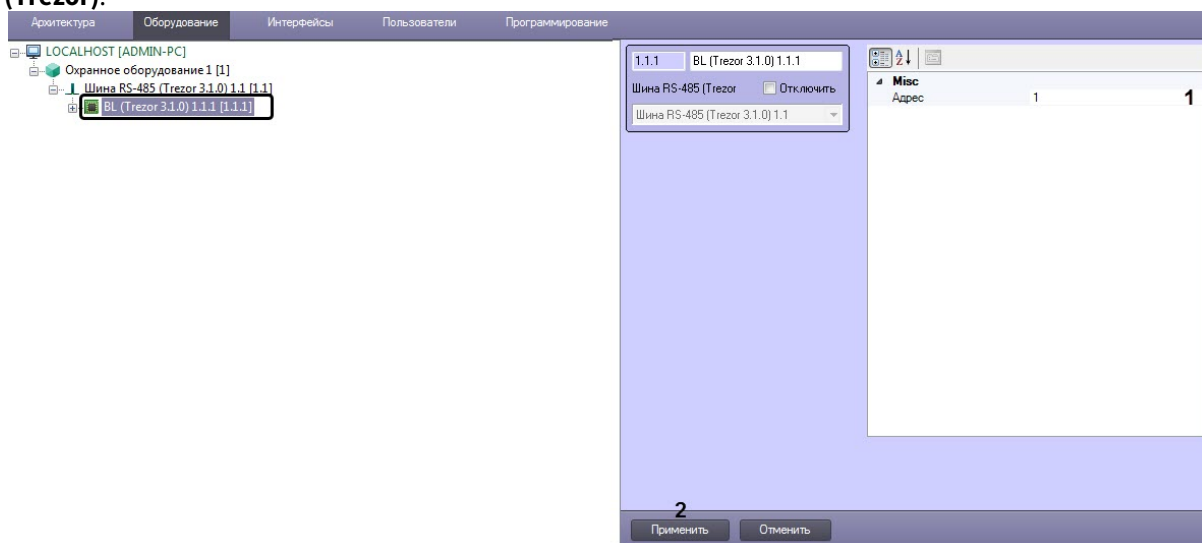 (Trezor).
Архитектура Оборудование Интерфейсы Пользователи Программирование
LOCALHOST [ADMIN-PC]
Охранное оборудование 1 [1]
Шина RS-485 (Trezor 3.1.0) 1.1 [1.1]
BL (Trezor 3.1.0) 1.1.1 [1.1.1]
1.1.1 BL (Trezor 3.1.0) 1.1.1
Шина RS-485 (Trezor Отключить
Шина RS-485 (Trezor 3.1.0) 1.1
Misc
Адрес 1 1
2
Применить Отменить